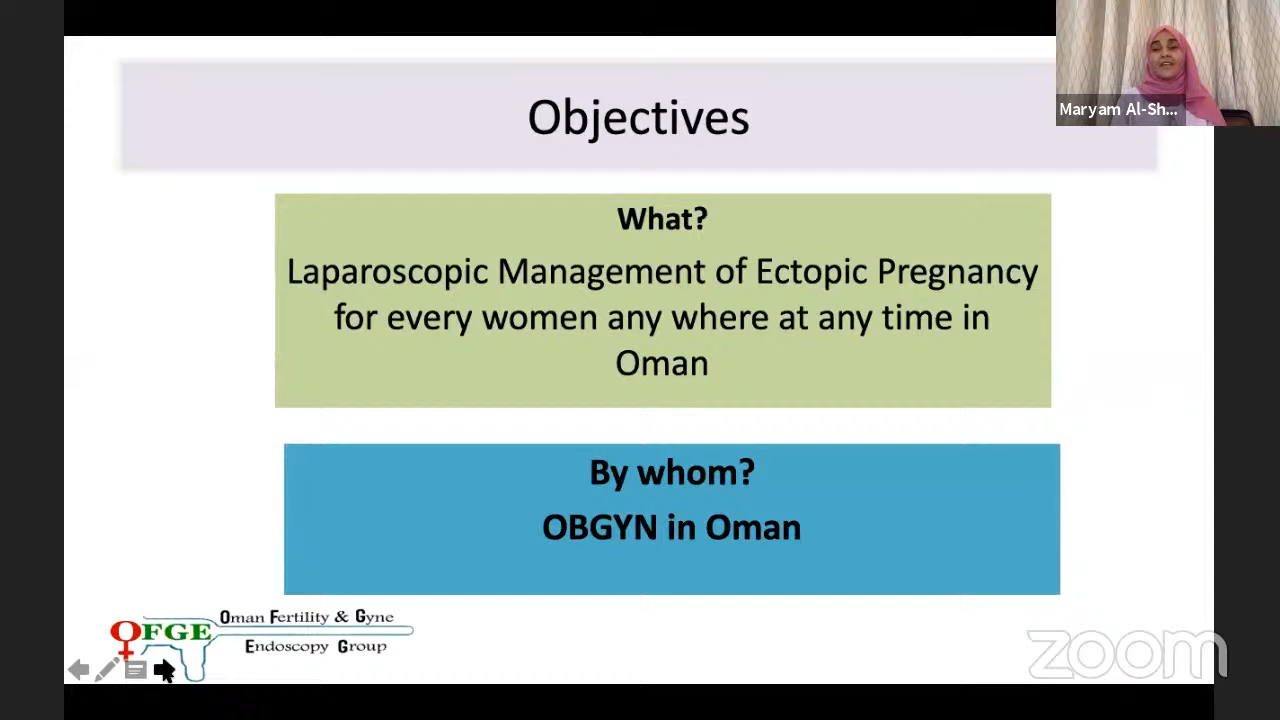 Objectives
Maryam Al-Sh...
What?
Laparoscopic Management of Ectopic Pregnancy
for every women any where at any time in
Oman
By whom?
OBGYN in Oman
OFGE
Oman Fertility & Gyne
Endoscopy Group
zoom